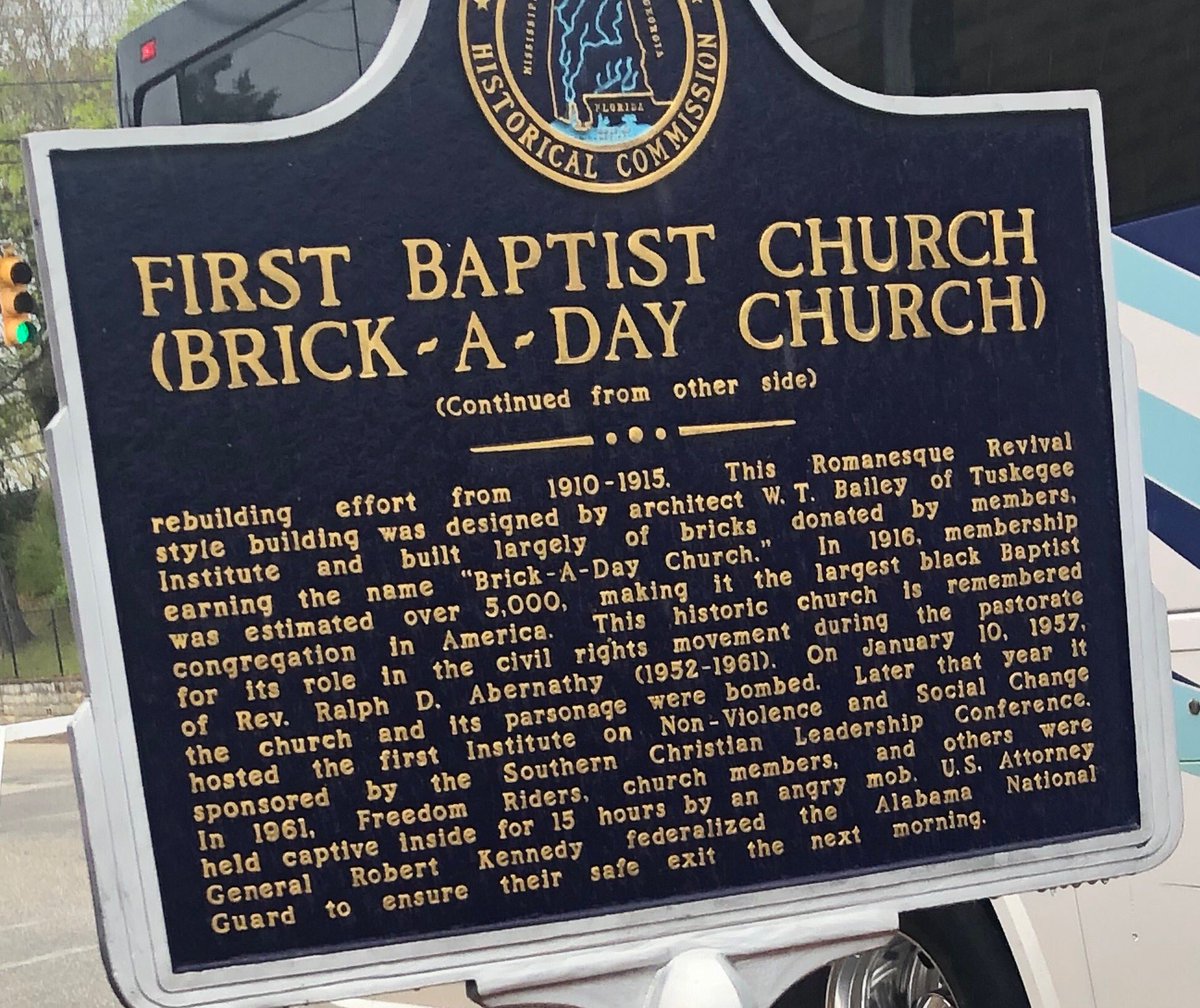 MISSISSIPPI
GEORGIA
FLORIDA
HISTORICAL COMMISSION
FIRST BAPTIST CHURCH
(BRICK-A-DAY CHURCH)
(Continued from other side)
rebuilding effort from 1910-1915. This Romanesque Revival
style building was designed by architect W. T. Bailey of Tuskegee
Institute and built largely of bricks donated by members,
earning the name "Brick-A-Day Church." In 1916, membership
was estimated over 5,000, making it the largest black Baptist
congregation in America. This historic church is remembered
for its role in the civil rights movement during the pastorate
of Rev. Ralph D. Abernathy (1952-1961). On January 10, 1957,
the church and its parsonage were bombed. Later that year it
hosted the first Institute on Non-Violence and Social Change
sponsored by the Southern Christian Leadership Conference.
In 1961, Freedom Riders, church members, and others were
held captive inside for 15 hours by an angry mob. U.S. Attorney
General Robert Kennedy federalized the Alabama National
Guard to ensure their safe exit the next morning.